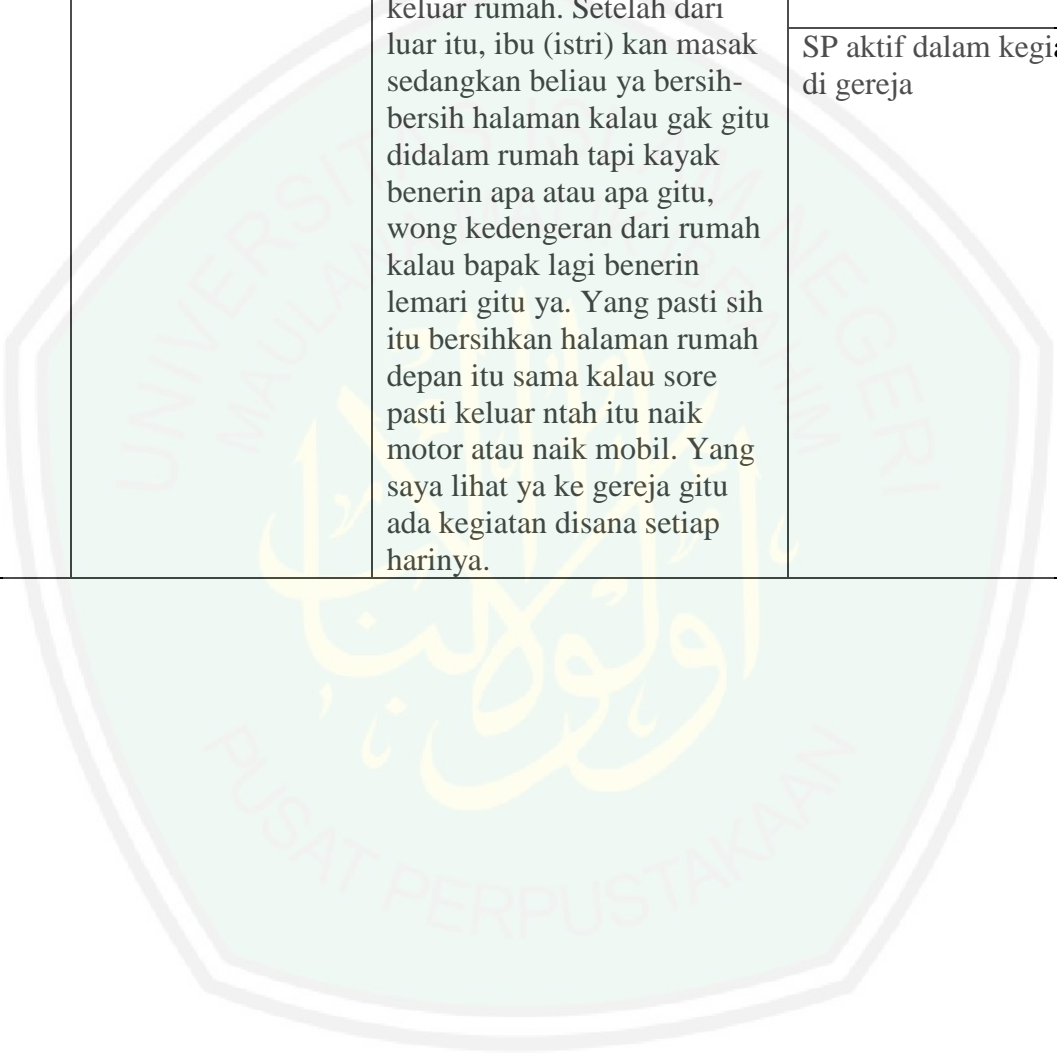 keluar rumah. Setelah dari
luar itu, ibu (istri) kan masak
sedangkan beliau ya bersih-
bersih halaman kalau gak gitu
didalam rumah tapi kayak
benerin apa atau apa gitu,
wong kedengeran dari rumah
kalau bapak lagi benerin
lemari gitu ya. Yang pasti sih
itu bersihkan halaman rumah
depan itu sama kalau sore
pasti keluar ntah itu naik
motor atau naik mobil. Yang
saya lihat ya ke gereja gitu
ada kegiatan disana setiap
harinya.
SP aktif dalam
di gereja
PUSAT PERPUSTAKAAN